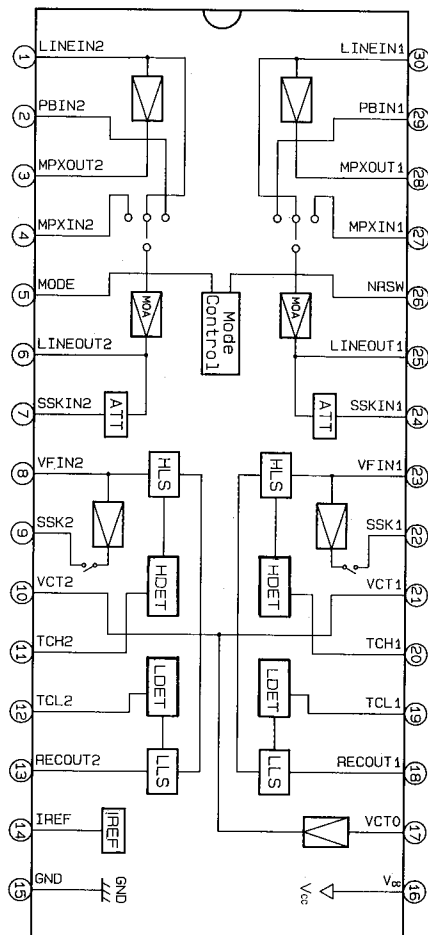 1 LINEIN2
2 PBIN2
3 MPXOUT2
4 MPXIN2
5 MODE
6 LINEOUT2
7 SSKIN2
8 VFIN2
9 SSK2
10 VCT2
11 TCH2
12 TCL2
13 RECOUT2
14 IREF
15 GND
LINEIN1 30
PBIN1 29
MPXOUT1 28
MPXIN1 27
NRSW 26
LINEOUT1 25
SSKIN1 24
VFIN1 23
SSK1 22
VCT1 21
TCH1 20
TCL1 19
RECOUT1 18
VCTO 17
Vcc 16
MOA
MOA
Mode
Control
ATT
ATT
HLS
HLS
HDET
HDET
LDET
LDET
LLS
LLS
IREF
GND
Vcc